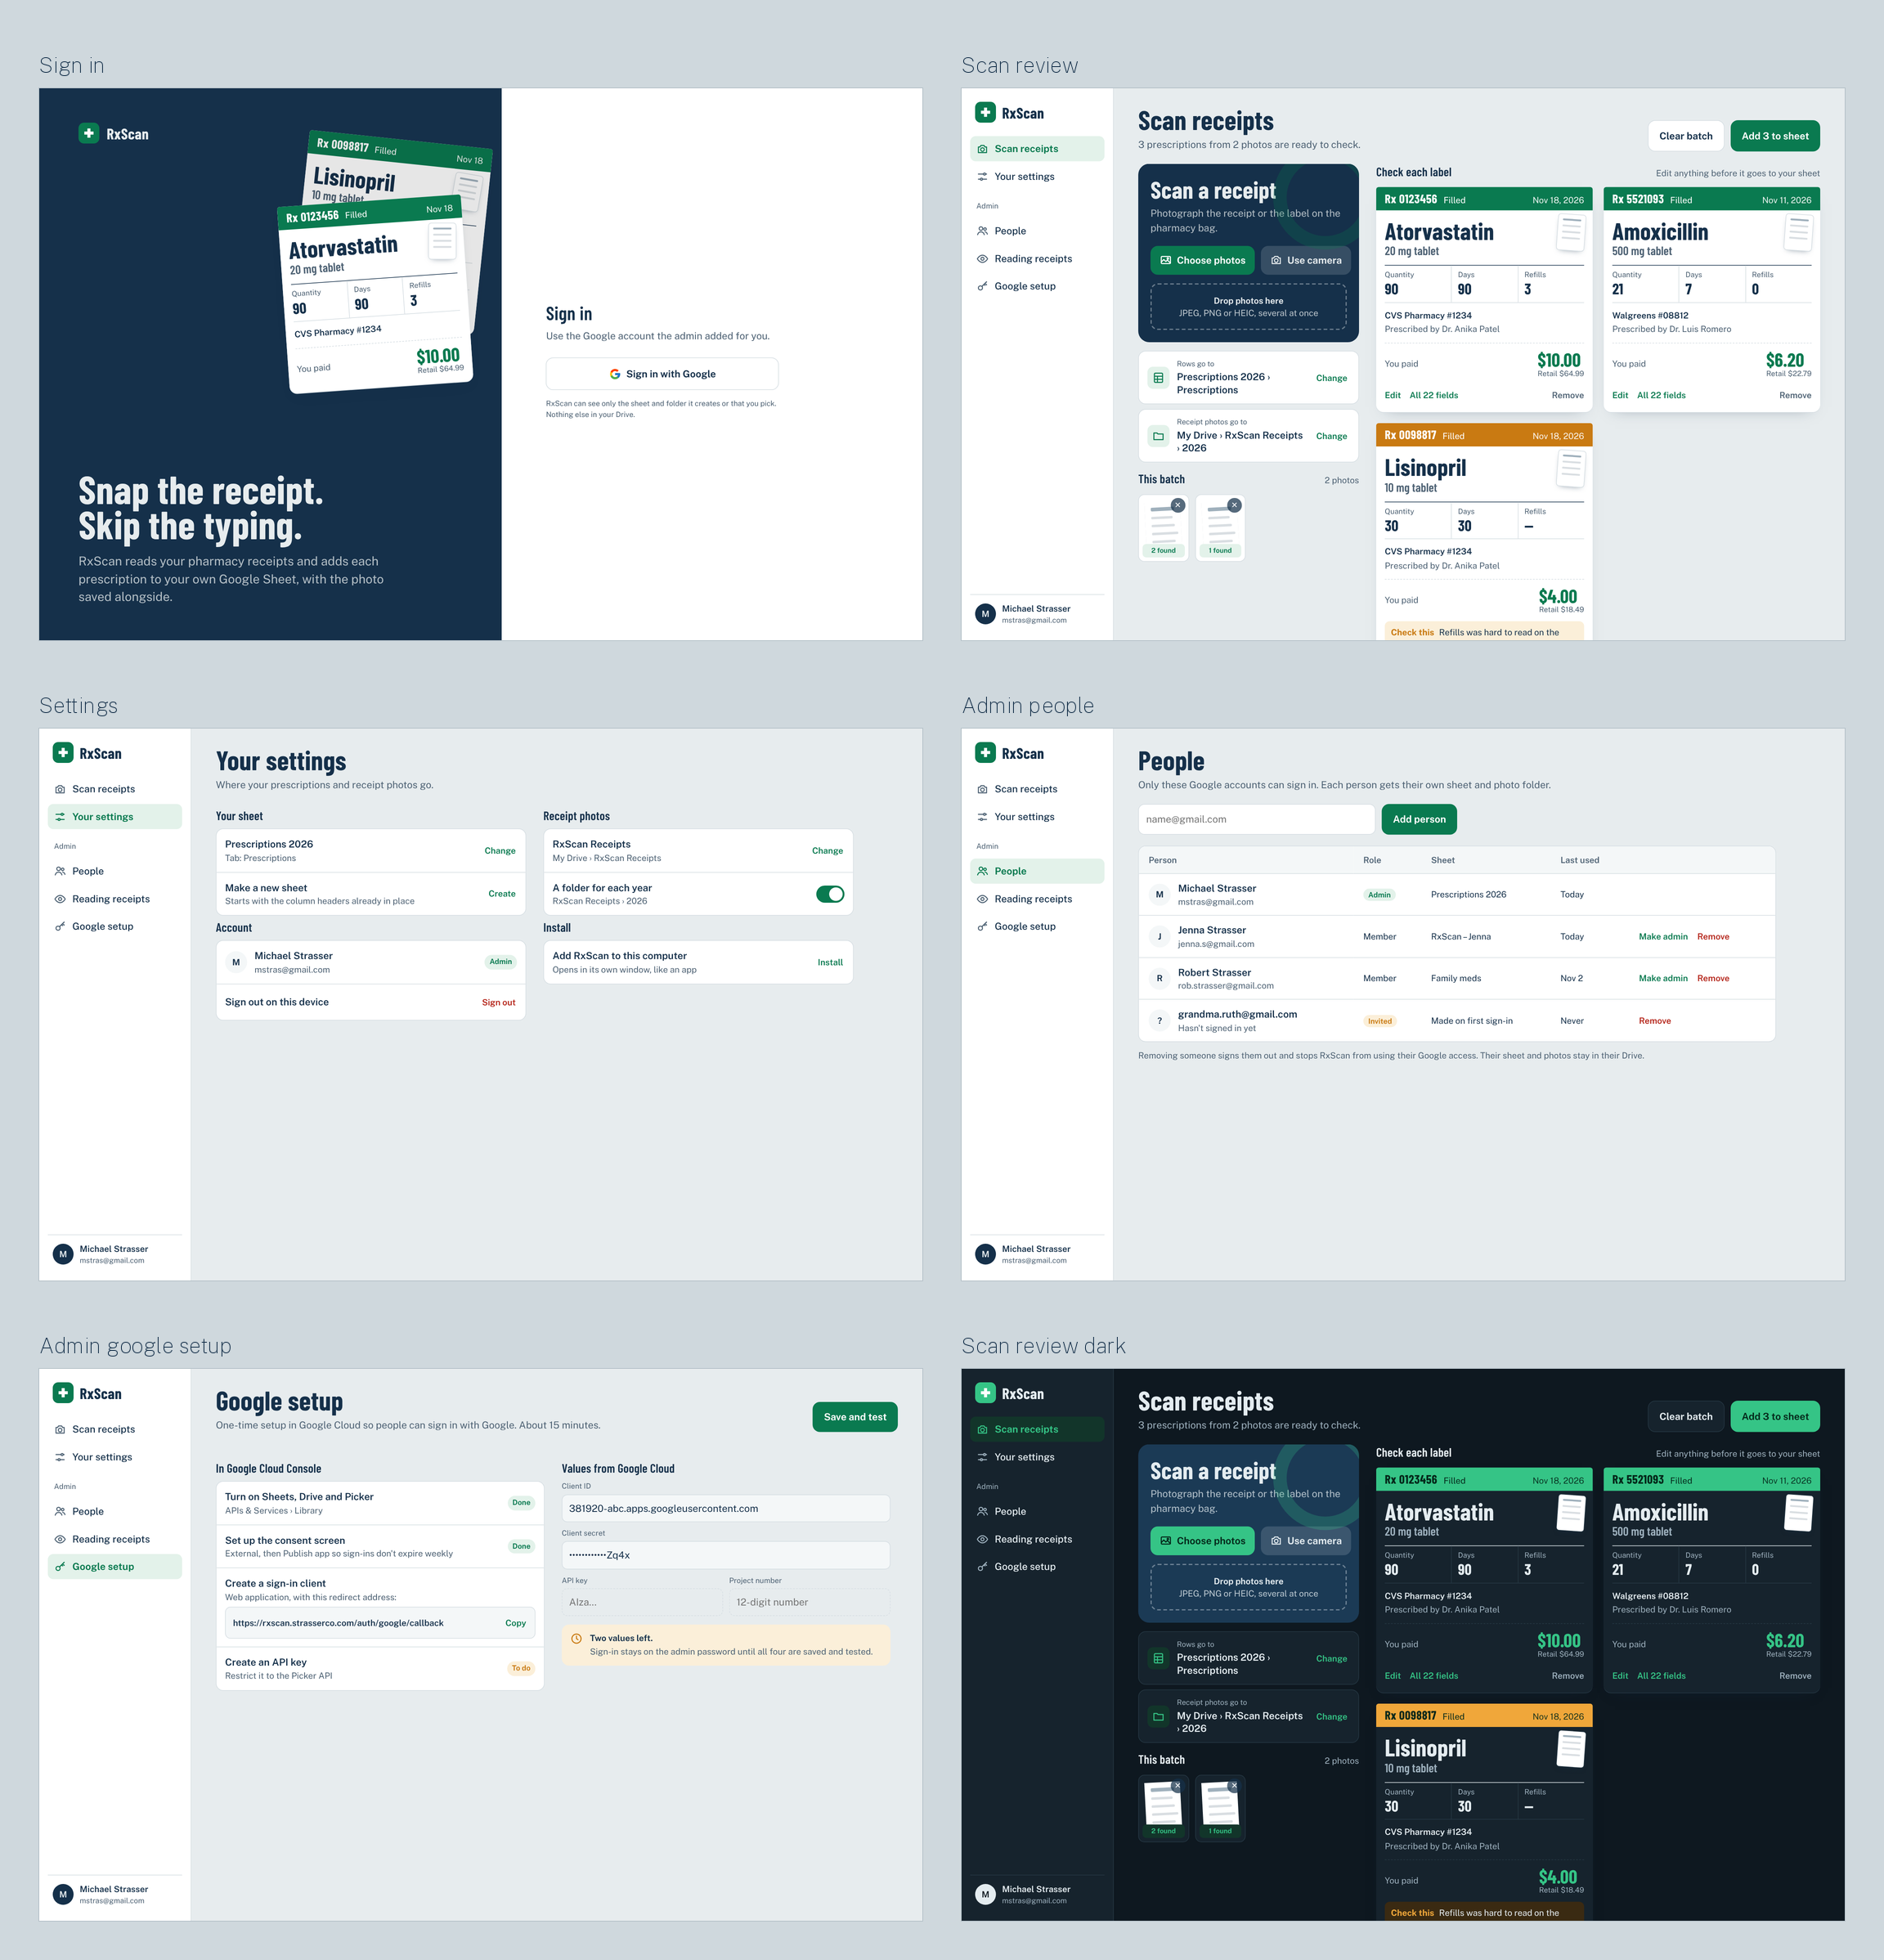 Sign in
RxScan
Rx 0098817 Filled Nov 18
Lisinopril
10 mg tablet
Rx 0123456 Filled Nov 18
Atorvastatin
20 mg tablet
Quantity Days Refills
90 90 3
CVS Pharmacy #1234
You paid $10.00
Retail $64.99
Snap the receipt.
Skip the typing.
RxScan reads your pharmacy receipts and adds each
prescription to your own Google Sheet, with the photo
saved alongside.
Sign in
Use the Google account the admin added for you.
Sign in with Google
RxScan can see only the sheet and folder it creates or that you pick.
Nothing else in your Drive.
Scan review
RxScan
Scan receipts
Your settings
Admin
People
Reading receipts
Google setup
M
Michael Strasser
mstras@gmail.com
Scan receipts
3 prescriptions from 2 photos are ready to check.
Clear batch
Add 3 to sheet
Scan a receipt
Photograph the receipt or the label on the
pharmacy bag.
Choose photos
Use camera
Drop photos here
JPEG, PNG or HEIC, several at once
Rows go to
Prescriptions 2026 ›
Prescriptions
Change
Receipt photos go to
My Drive › RxScan Receipts
› 2026
Change
This batch 2 photos
2 found 1 found
Check each label Edit anything before it goes to your sheet
Rx 0123456 Filled Nov 18, 2026
Atorvastatin
20 mg tablet
Quantity Days Refills
90 90 3
CVS Pharmacy #1234
Prescribed by Dr. Anika Patel
You paid $10.00
Retail $64.99
Edit All 22 fields Remove
Rx 5521093 Filled Nov 11, 2026
Amoxicillin
500 mg tablet
Quantity Days Refills
21 7 0
Walgreens #08812
Prescribed by Dr. Luis Romero
You paid $6.20
Retail $22.79
Edit All 22 fields Remove
Rx 0098817 Filled Nov 18, 2026
Lisinopril
10 mg tablet
Quantity Days Refills
30 30 –
CVS Pharmacy #1234
Prescribed by Dr. Anika Patel
You paid $4.00
Retail $18.49
Check this Refills was hard to read on the
Settings
RxScan
Scan receipts
Your settings
Admin
People
Reading receipts
Google setup
M
Michael Strasser
mstras@gmail.com
Your settings
Where your prescriptions and receipt photos go.
Your sheet
Prescriptions 2026
Tab: Prescriptions
Change
Make a new sheet
Starts with the column headers already in place
Create
Receipt photos
RxScan Receipts
My Drive › RxScan Receipts
Change
A folder for each year
RxScan Receipts › 2026
Account
M
Michael Strasser
mstras@gmail.com
Admin
Sign out on this device Sign out
Install
Add RxScan to this computer
Opens in its own window, like an app
Install
Admin people
RxScan
Scan receipts
Your settings
Admin
People
Reading receipts
Google setup
M
Michael Strasser
mstras@gmail.com
People
Only these Google accounts can sign in. Each person gets their own sheet and photo folder.
name@gmail.com
Add person
Person Role Sheet Last used
M Michael Strasser Admin Prescriptions 2026 Today
mstras@gmail.com
J Jenna Strasser Member RxScan – Jenna Today Make admin Remove
jenna.s@gmail.com
R Robert Strasser Member Family meds Nov 2 Make admin Remove
rob.strasser@gmail.com
? grandma.ruth@gmail.com Invited Made on first sign-in Never Remove
Hasn't signed in yet
Removing someone signs them out and stops RxScan from using their Google access. Their sheet and photos stay in their Drive.
Admin google setup
RxScan
Scan receipts
Your settings
Admin
People
Reading receipts
Google setup
M
Michael Strasser
mstras@gmail.com
Google setup
One-time setup in Google Cloud so people can sign in with Google. About 15 minutes.
Save and test
In Google Cloud Console
Turn on Sheets, Drive and Picker
APIs & Services › Library
Done
Set up the consent screen
External, then Publish app so sign-ins don't expire weekly
Done
Create a sign-in client
Web application, with this redirect address:
https://rxscan.strasserco.com/auth/google/callback
Copy
Create an API key
Restrict it to the Picker API
To do
Values from Google Cloud
Client ID
381920-abc.apps.googleusercontent.com
Client secret
••••••••••••Zq4x
API key Project number
AIza... 12-digit number
Two values left.
Sign-in stays on the admin password until all four are saved and tested.
Scan review dark
RxScan
Scan receipts
Your settings
Admin
People
Reading receipts
Google setup
M
Michael Strasser
mstras@gmail.com
Scan receipts
3 prescriptions from 2 photos are ready to check.
Clear batch
Add 3 to sheet
Scan a receipt
Photograph the receipt or the label on the
pharmacy bag.
Choose photos
Use camera
Drop photos here
JPEG, PNG or HEIC, several at once
Rows go to
Prescriptions 2026 ›
Prescriptions
Change
Receipt photos go to
My Drive › RxScan Receipts
› 2026
Change
This batch 2 photos
2 found 1 found
Check each label Edit anything before it goes to your sheet
Rx 0123456 Filled Nov 18, 2026
Atorvastatin
20 mg tablet
Quantity Days Refills
90 90 3
CVS Pharmacy #1234
Prescribed by Dr. Anika Patel
You paid $10.00
Retail $64.99
Edit All 22 fields Remove
Rx 5521093 Filled Nov 11, 2026
Amoxicillin
500 mg tablet
Quantity Days Refills
21 7 0
Walgreens #08812
Prescribed by Dr. Luis Romero
You paid $6.20
Retail $22.79
Edit All 22 fields Remove
Rx 0098817 Filled Nov 18, 2026
Lisinopril
10 mg tablet
Quantity Days Refills
30 30 –
CVS Pharmacy #1234
Prescribed by Dr. Anika Patel
You paid $4.00
Retail $18.49
Check this Refills was hard to read on the